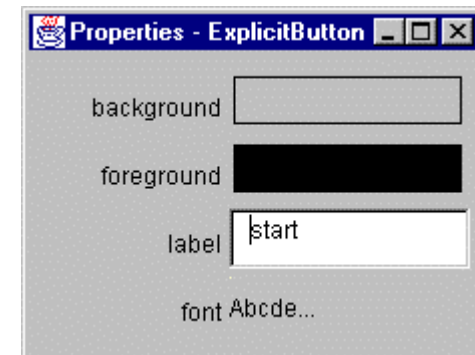 Properties - ExplicitButton
background
foreground
label start
font Abcde...